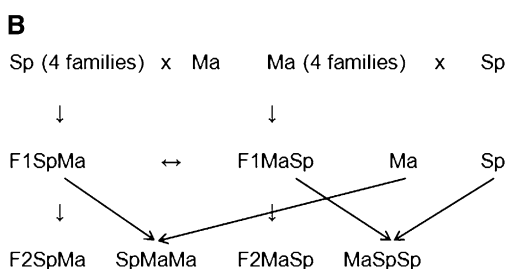 B
Sp (4 families) x Ma Ma (4 families) x Sp
↓ ↓
F1SpMa ↔ F1MaSp Ma Sp
↓ ↓
F2SpMa SpMaMa F2MaSp MaSpSp